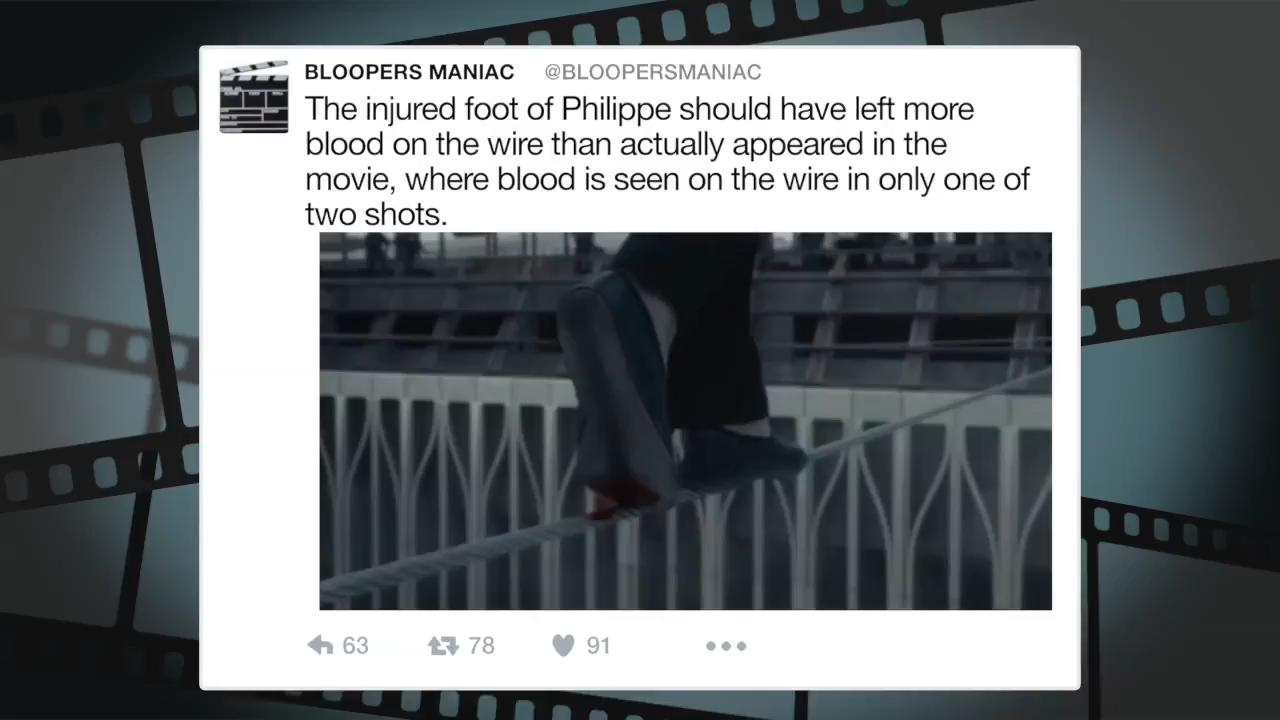 BLOOPERS MANIAC @BLOOPERSMANIAC
The injured foot of Philippe should have left more
blood on the wire than actually appeared in the
movie, where blood is seen on the wire in only one of
two shots.
63 78 91